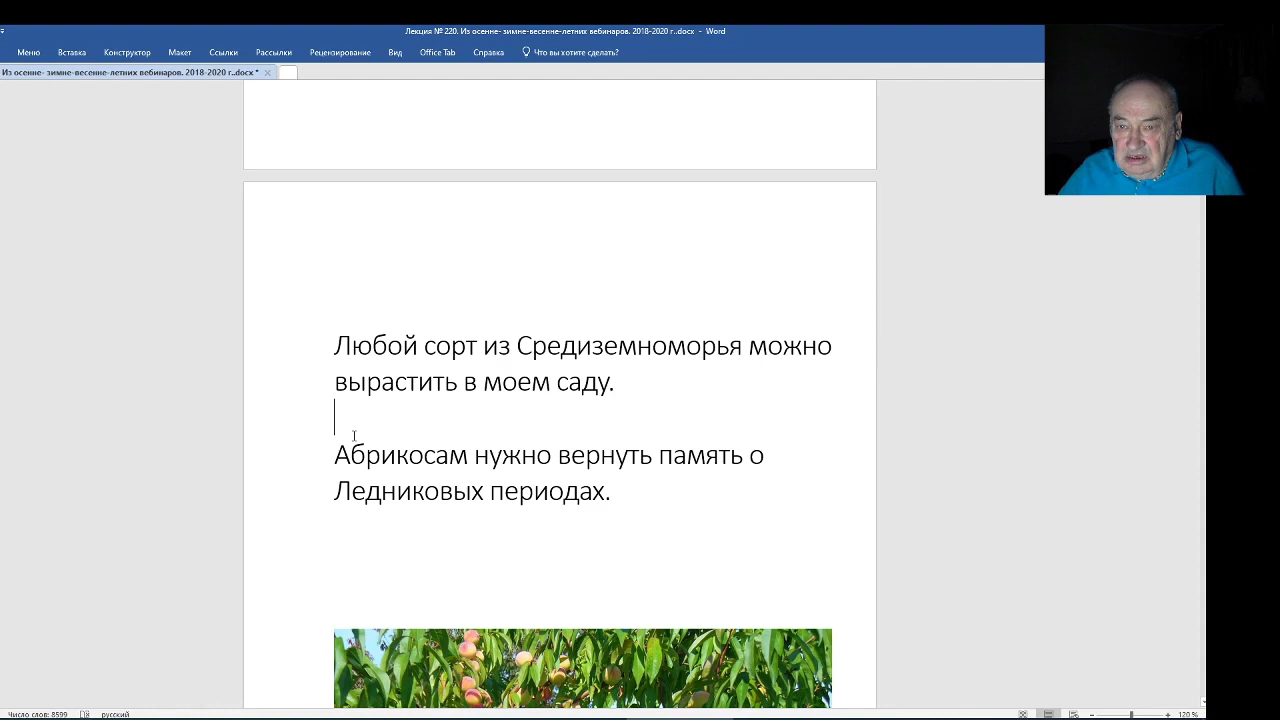 Лекция № 220. Из осенне- зимне-весенне-летних вебинаров. 2018-2020 г..docx - Word
Меню Вставка Конструктор Макет Ссылки Рассылки Рецензирование Вид Office Tab Справка Что вы хотите сделать?
Из осенне- зимне-весенне-летних вебинаров. 2018-2020 г..docx *
Любой сорт из Средиземноморья можно
вырастить в моем саду.
Абрикосам нужно вернуть память о
Ледниковых периодах.
Число слов: 8599 русский 120 %